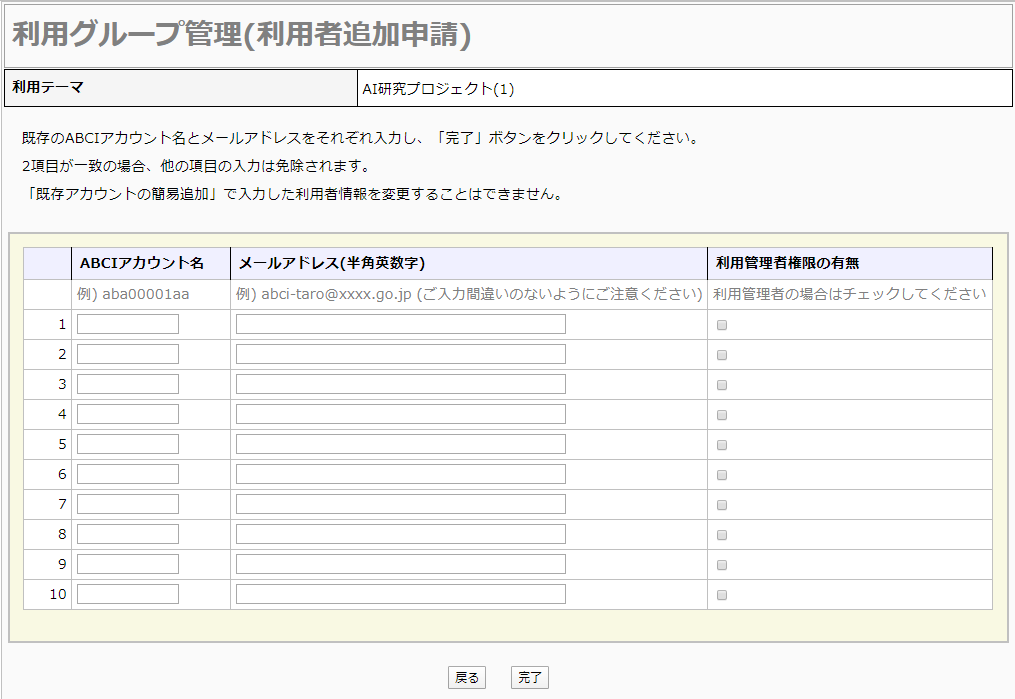 利用グループ管理(利用者追加申請)
利用テーマ AI研究プロジェクト(1)
既存のABCIアカウント名とメールアドレスをそれぞれ入力し、「完了」ボタンをクリックしてください。
2項目が一致の場合、他の項目の入力は免除されます。
「既存アカウントの簡易追加」で入力した利用者情報を変更することはできません。
ABCIアカウント名 メールアドレス(半角英数字) 利用管理者権限の有無
例) aba00001aa 例) abci-taro@xxxx.go.jp (ご入力間違いのないようにご注意ください) 利用管理者の場合はチェックしてください
1
2
3
4
5
6
7
8
9
10
戻る 完了